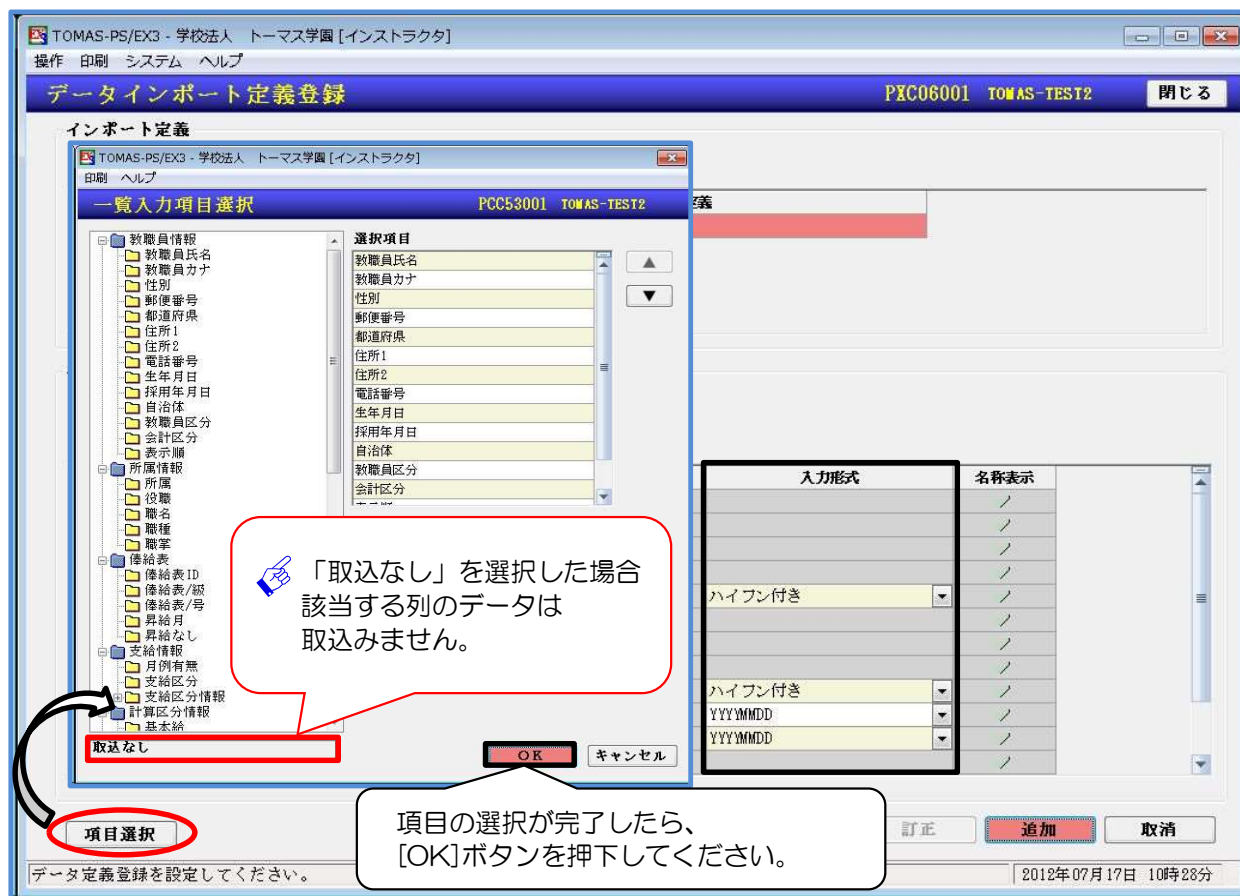 TOMAS-PS/EX3 - 学校法人　トーマス学園 [インストラクタ]
操作 印刷 システム ヘルプ
データインポート定義登録 PXC06001 TOMAS-TEST2 閉じる
インポート定義
TOMAS-PS/EX3 - 学校法人　トーマス学園 [インストラクタ]
印刷 ヘルプ
一覧入力項目選択 PCC53001 TOMAS-TEST2
教職員情報
教職員氏名
教職員カナ
性別
郵便番号
都道府県
住所1
住所2
電話番号
生年月日
採用年月日
自治体
教職員区分
会計区分
表示順
所属情報
所属
役職
職名
職種
職掌
俸給表
俸給表ID
俸給表/級
俸給表/号
昇給月
昇給なし
支給情報
月例有無
支給区分
支給区分情報
計算区分情報
基本給
取込なし
選択項目
教職員氏名
教職員カナ
性別
郵便番号
都道府県
住所1
住所2
電話番号
生年月日
採用年月日
自治体
教職員区分
会計区分
▲
▼
「取込なし」を選択した場合
該当する列のデータは
取込みません。
OK キャンセル
入力形式 名称表示
ハイフン付き
ハイフン付き
YYYYMMDD
YYYYMMDD
項目の選択が完了したら、
[OK]ボタンを押下してください。
項目選択 訂正 追加 取消
データ定義登録を設定してください。 2012年07月17日 10時28分